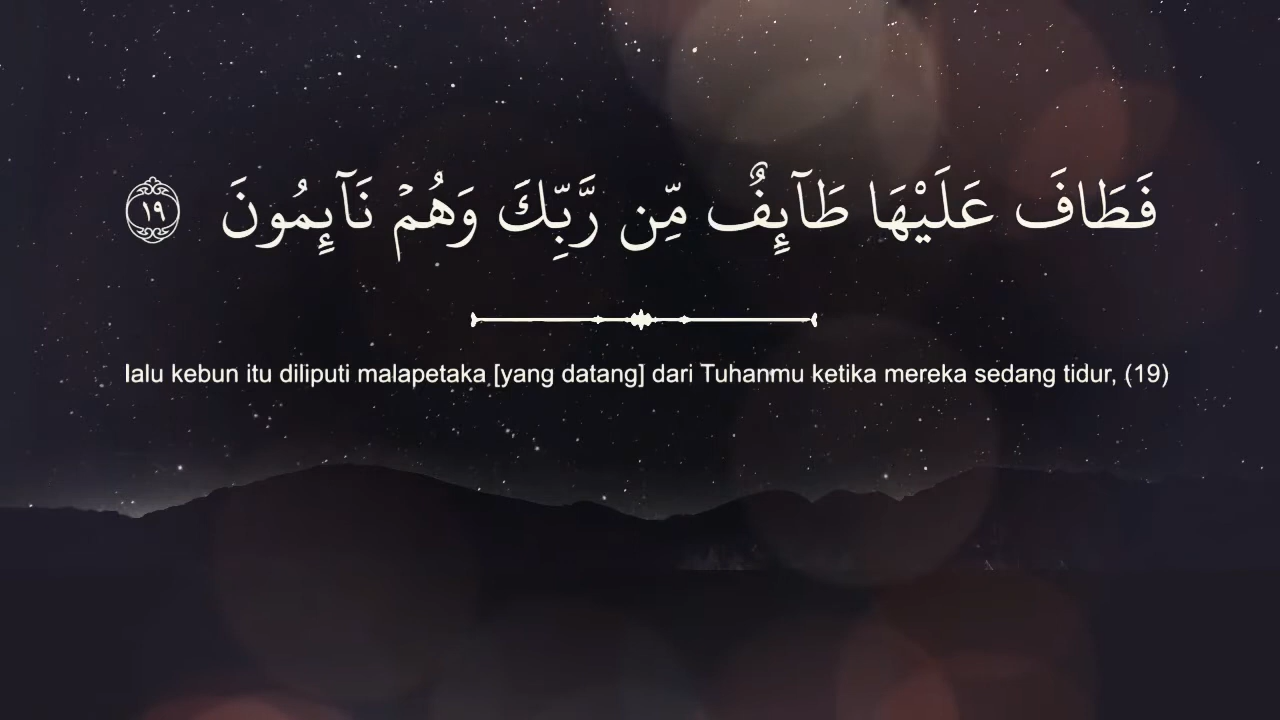 فَطَافَ عَلَيْهَا طَآئِفٌ مِّن رَّبِّكَ وَهُمْ نَآئِمُونَ ١٩
lalu kebun itu diliputi malapetaka [yang datang] dari Tuhanmu ketika mereka sedang tidur, (19)